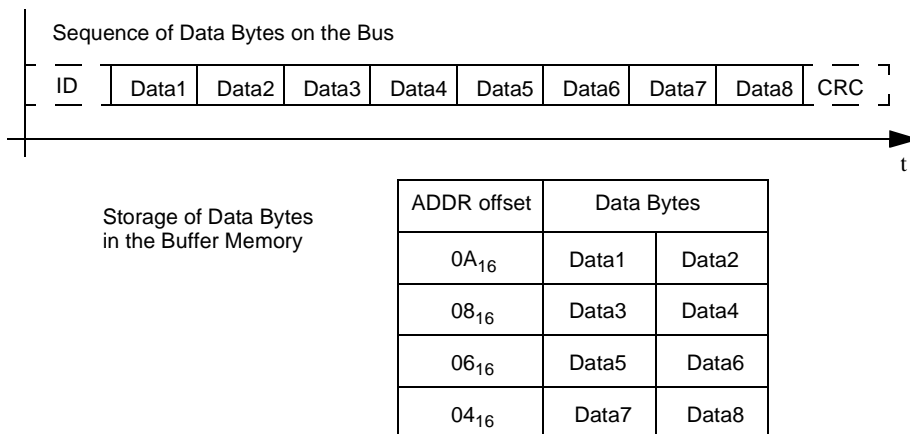 Sequence of Data Bytes on the Bus
ID Data1 Data2 Data3 Data4 Data5 Data6 Data7 Data8 CRC
t
Storage of Data Bytes
in the Buffer Memory
ADDR offset Data Bytes
0A16 Data1 Data2
0816 Data3 Data4
0616 Data5 Data6
0416 Data7 Data8